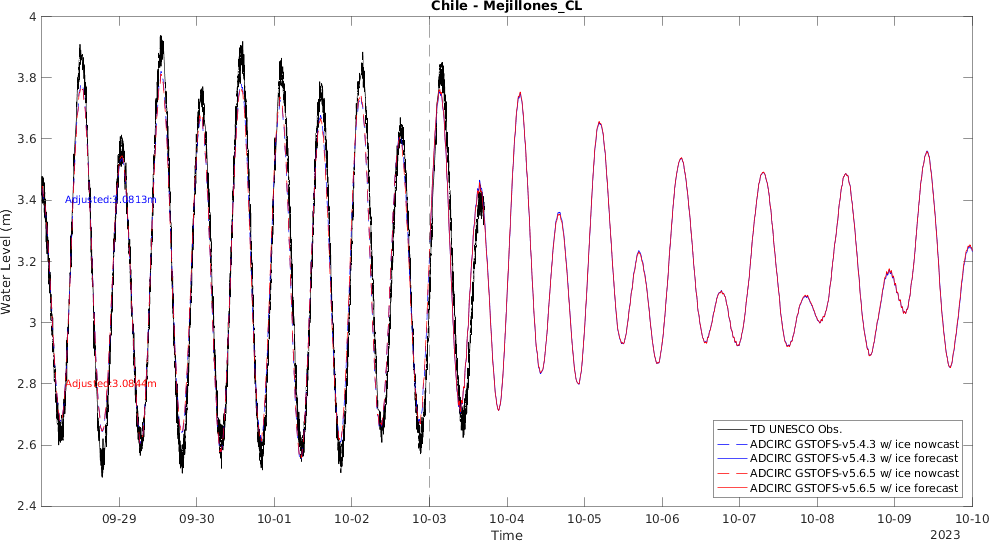 Chile - Mejillones_CL
Water Level (m)
4
3.8
3.6
3.4
3.2
3
2.8
2.6
2.4
Adjusted:3.0813m
Adjusted:3.0844m
TD UNESCO Obs.
ADCIRC GSTOFS-v5.4.3 w/ ice nowcast
ADCIRC GSTOFS-v5.4.3 w/ ice forecast
ADCIRC GSTOFS-v5.6.5 w/ ice nowcast
ADCIRC GSTOFS-v5.6.5 w/ ice forecast
09-29 09-30 10-01 10-02 10-03 10-04 10-05 10-06 10-07 10-08 10-09 10-10
Time
2023